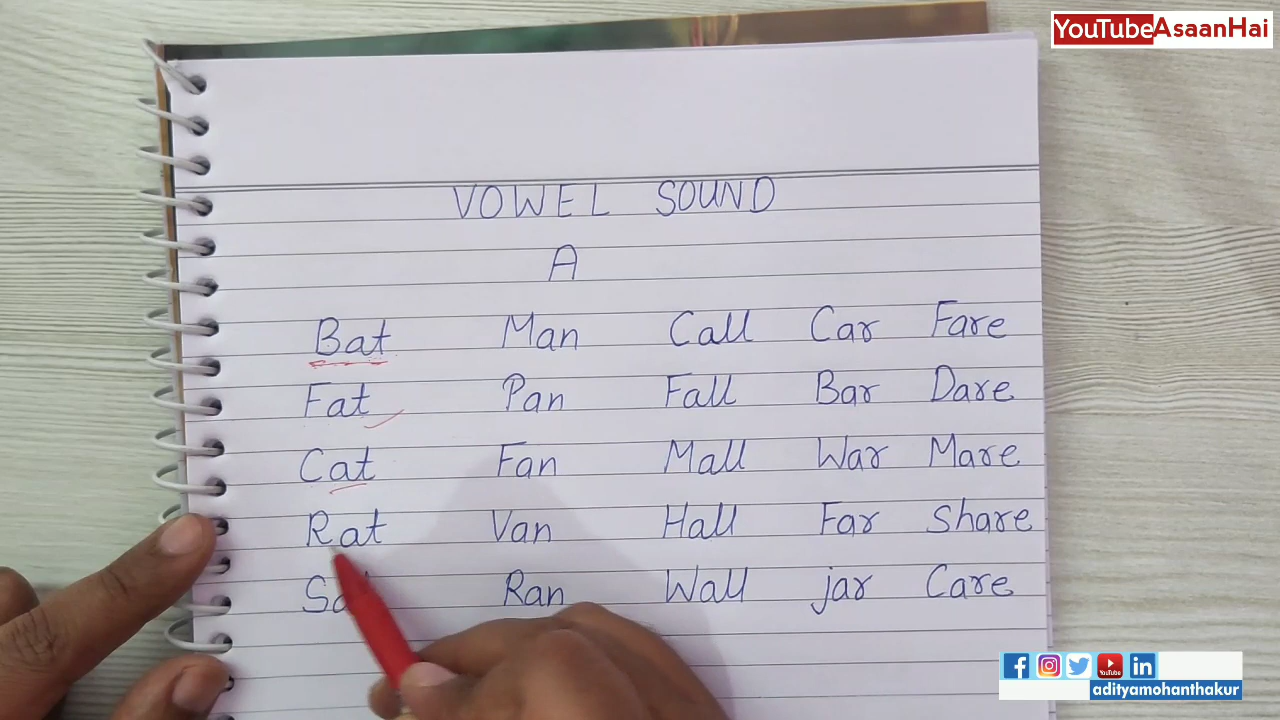 YouTubeAsaanHai
VOWEL SOUND
A
Bat Man Call Car Fare
Fat Pan Fall Bar Dare
Cat Fan Mall War Mare
Rat Van Hall Far Share
Ran Wall jar Care
adityamohanthakur